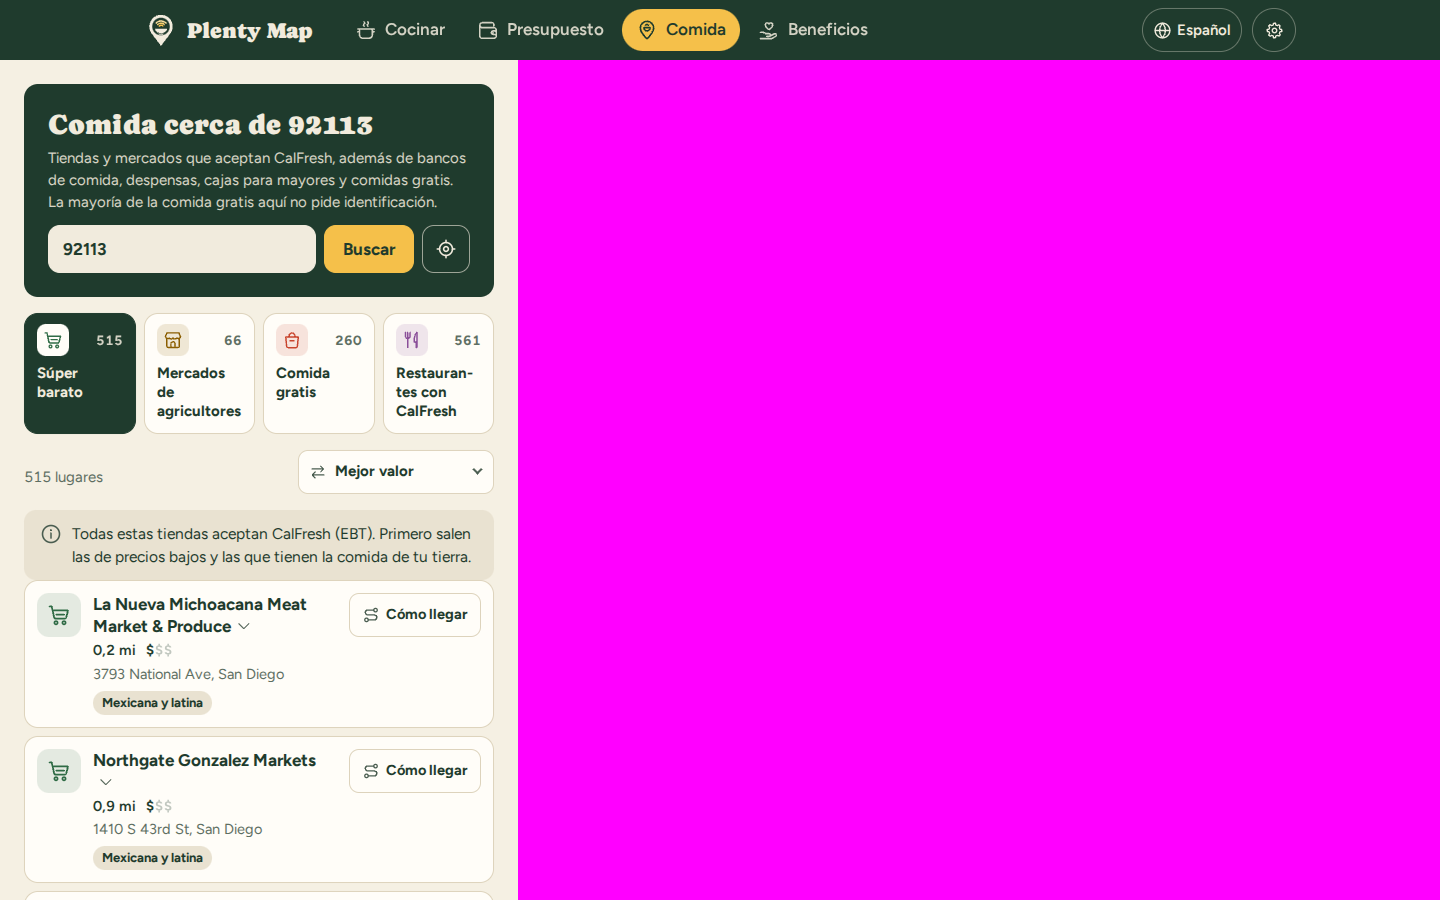 Plenty Map
Cocinar
Presupuesto
Comida
Beneficios
Español
Comida cerca de 92113
Tiendas y mercados que aceptan CalFresh, además de bancos
de comida, despensas, cajas para mayores y comidas gratis.
La mayoría de la comida gratis aquí no pide identificación.
92113
Buscar
515
Súper
barato
66
Mercados
de
agricultores
260
Comida
gratis
561
Restauran-
tes con
CalFresh
515 lugares
Mejor valor
Todas estas tiendas aceptan CalFresh (EBT). Primero salen
las de precios bajos y las que tienen la comida de tu tierra.
La Nueva Michoacana Meat
Market & Produce
Cómo llegar
0,2 mi $$$
3793 National Ave, San Diego
Mexicana y latina
Northgate Gonzalez Markets
Cómo llegar
0,9 mi $$$
1410 S 43rd St, San Diego
Mexicana y latina